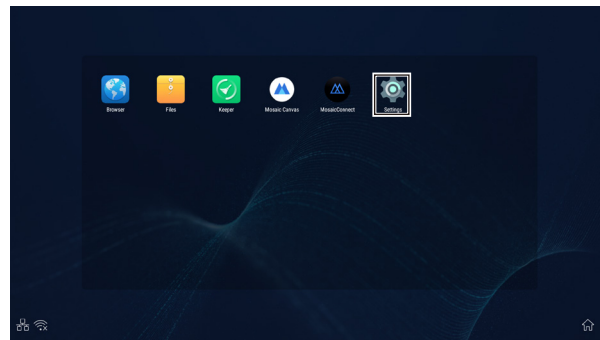 Browser
Files
Keeper
Mosaic Canvas
MosaicConnect
Settings